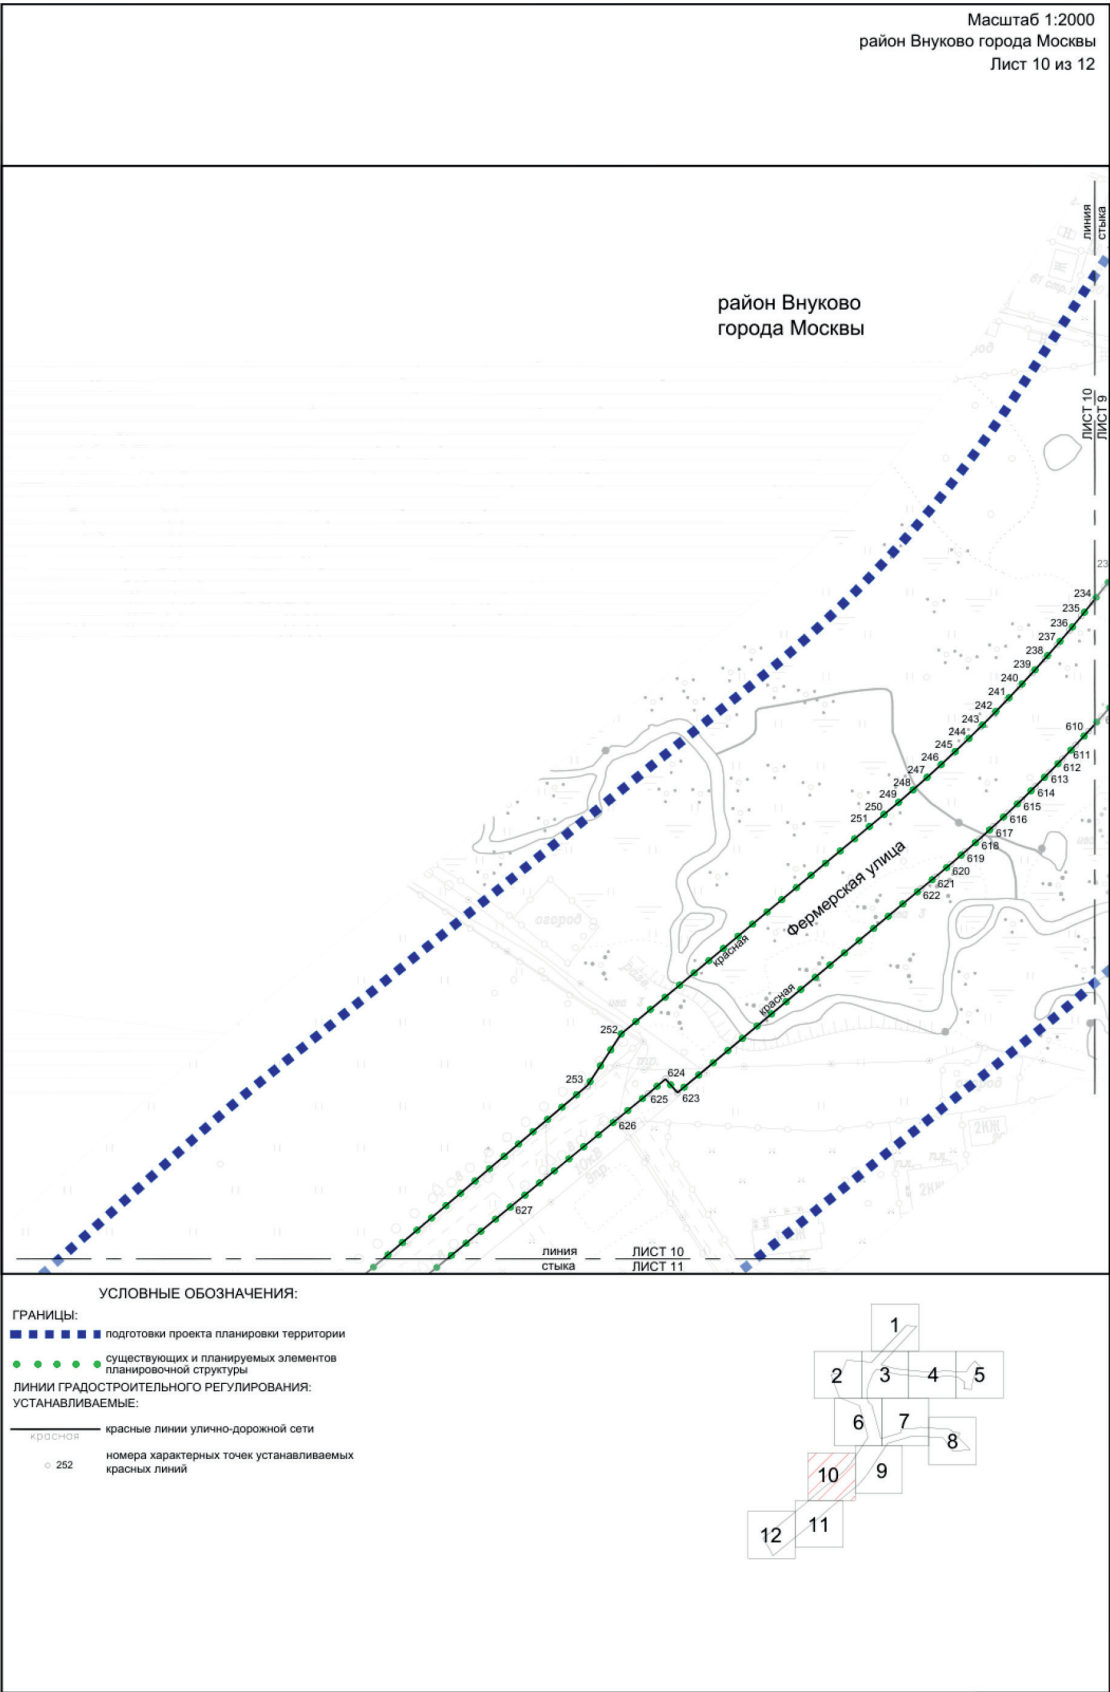 Масштаб 1:2000
район Внуково города Москвы
Лист 10 из 12
линия
стыка
район Внуково
города Москвы
ЛИСТ 10
ЛИСТ 9
234
235
236
237
238
239
240
241
242
243
244
245
246
247
248
249
250
251
610
611
612
613
614
615
616
617
618
619
620
621
622
Фермерская улица
огород
красная
красная
252
253
624
623
625
626
627
линия
ЛИСТ 10
стыка
ЛИСТ 11
УСЛОВНЫЕ ОБОЗНАЧЕНИЯ:
ГРАНИЦЫ:
подготовки проекта планировки территории
существующих и планируемых элементов
планировочной структуры
ЛИНИИ ГРАДОСТРОИТЕЛЬНОГО РЕГУЛИРОВАНИЯ:
УСТАНАВЛИВАЕМЫЕ:
красные линии улично-дорожной сети
красная
252
номера характерных точек устанавливаемых
красных линий
1
2
3
4
5
6
7
8
9
10
11
12